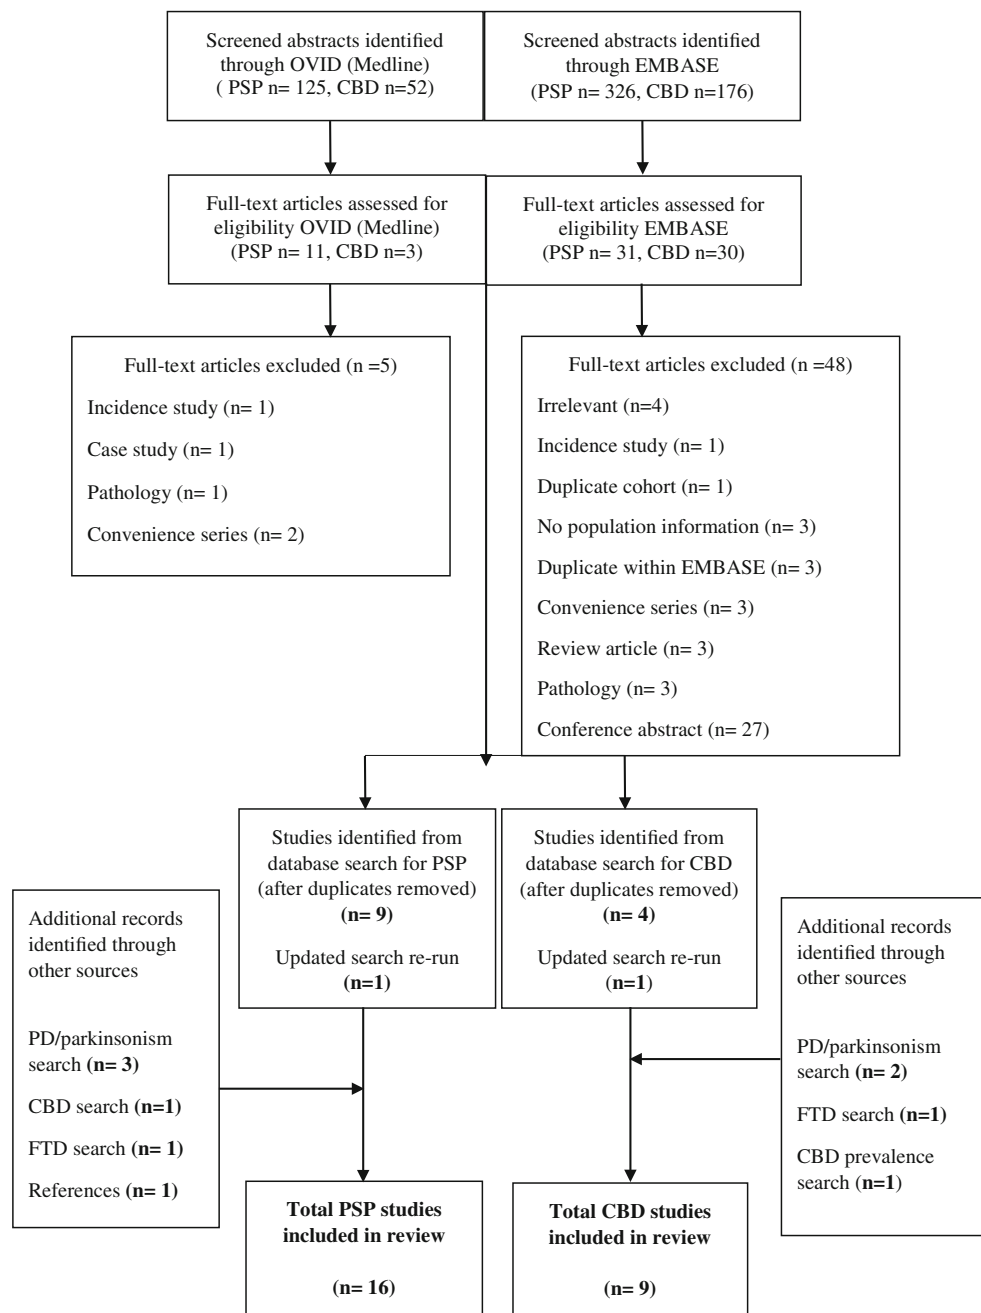 Screened abstracts identified
through OVID (Medline)
( PSP n= 125, CBD n=52)
Screened abstracts identified
through EMBASE
(PSP n= 326, CBD n=176)
Full-text articles assessed for
eligibility OVID (Medline)
(PSP n= 11, CBD n=3)
Full-text articles assessed for
eligibility EMBASE
(PSP n= 31, CBD n=30)
Full-text articles excluded (n =5)
Incidence study (n= 1)
Case study (n= 1)
Pathology (n= 1)
Convenience series (n= 2)
Full-text articles excluded (n =48)
Irrelevant (n=4)
Incidence study (n= 1)
Duplicate cohort (n= 1)
No population information (n= 3)
Duplicate within EMBASE (n= 3)
Convenience series (n= 3)
Review article (n= 3)
Pathology (n= 3)
Conference abstract (n= 27)
Studies identified from
database search for PSP
(after duplicates removed)
(n= 9)
Updated search re-run
(n=1)
Studies identified from
database search for CBD
(after duplicates removed)
(n= 4)
Updated search re-run
(n=1)
Additional records
identified through
other sources
PD/parkinsonism
search (n= 3)
CBD search (n=1)
FTD search (n= 1)
References (n= 1)
Additional records
identified through
other sources
PD/parkinsonism
search (n= 2)
FTD search (n=1)
CBD prevalence
search (n=1)
Total PSP studies
included in review
(n= 16)
Total CBD studies
included in review
(n= 9)